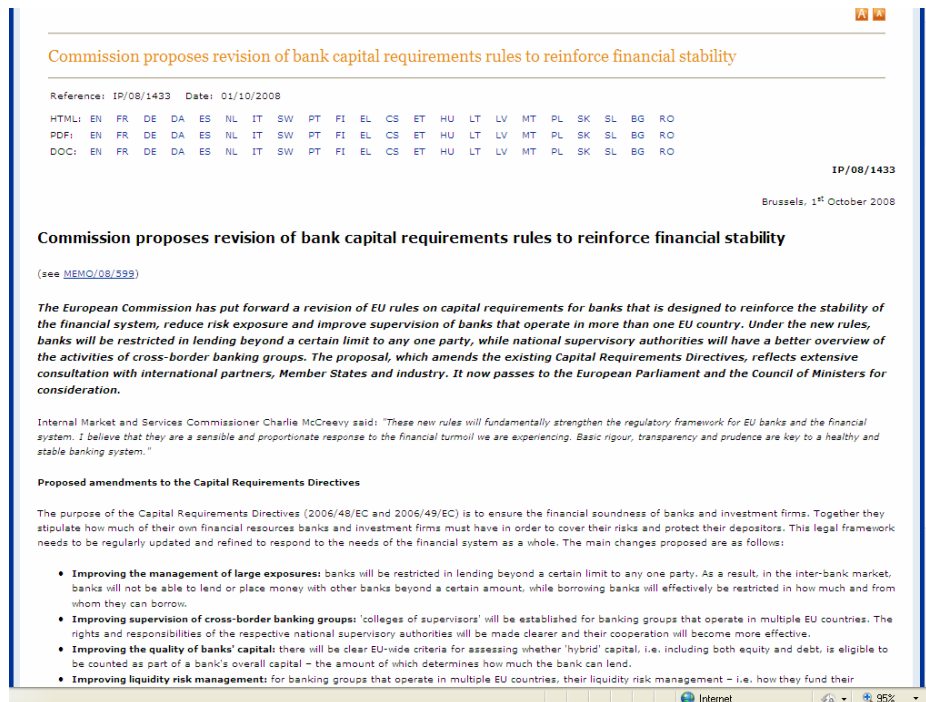 A A
Commission proposes revision of bank capital requirements rules to reinforce financial stability
Reference: IP/08/1433 Date: 01/10/2008
HTML: EN FR DE DA ES NL IT SW PT FI EL CS ET HU LT LV MT PL SK SL BG RO
PDF: EN FR DE DA ES NL IT SW PT FI EL CS ET HU LT LV MT PL SK SL BG RO
DOC: EN FR DE DA ES NL IT SW PT FI EL CS ET HU LT LV MT PL SK SL BG RO
IP/08/1433
Brussels, 1st October 2008
Commission proposes revision of bank capital requirements rules to reinforce financial stability
(see MEMO/08/599)
The European Commission has put forward a revision of EU rules on capital requirements for banks that is designed to reinforce the stability of
the financial system, reduce risk exposure and improve supervision of banks that operate in more than one EU country. Under the new rules,
banks will be restricted in lending beyond a certain limit to any one party, while national supervisory authorities will have a better overview of
the activities of cross-border banking groups. The proposal, which amends the existing Capital Requirements Directives, reflects extensive
consultation with international partners, Member States and industry. It now passes to the European Parliament and the Council of Ministers for
consideration.
Internal Market and Services Commissioner Charlie McCreevy said: "These new rules will fundamentally strengthen the regulatory framework for EU banks and the financial
system. I believe that they are a sensible and proportionate response to the financial turmoil we are experiencing. Basic rigour, transparency and prudence are key to a healthy and
stable banking system."
Proposed amendments to the Capital Requirements Directives
The purpose of the Capital Requirements Directives (2006/48/EC and 2006/49/EC) is to ensure the financial soundness of banks and investment firms. Together they
stipulate how much of their own financial resources banks and investment firms must have in order to cover their risks and protect their depositors. This legal framework
needs to be regularly updated and refined to respond to the needs of the financial system as a whole. The main changes proposed are as follows:
• Improving the management of large exposures: banks will be restricted in lending beyond a certain limit to any one party. As a result, in the inter-bank market,
banks will not be able to lend or place money with other banks beyond a certain amount, while borrowing banks will effectively be restricted in how much and from
whom they can borrow.
• Improving supervision of cross-border banking groups: 'colleges of supervisors' will be established for banking groups that operate in multiple EU countries. The
rights and responsibilities of the respective national supervisory authorities will be made clearer and their cooperation will become more effective.
• Improving the quality of banks' capital: there will be clear EU-wide criteria for assessing whether 'hybrid' capital, i.e. including both equity and debt, is eligible to
be counted as part of a bank's overall capital – the amount of which determines how much the bank can lend.
• Improving liquidity risk management: for banking groups that operate in multiple EU countries, their liquidity risk management – i.e. how they fund their
Internet 95%